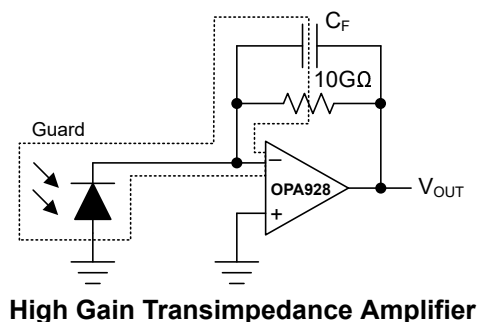 C_F
10GΩ
Guard
−
OPA928
+
V_OUT
High Gain Transimpedance Amplifier